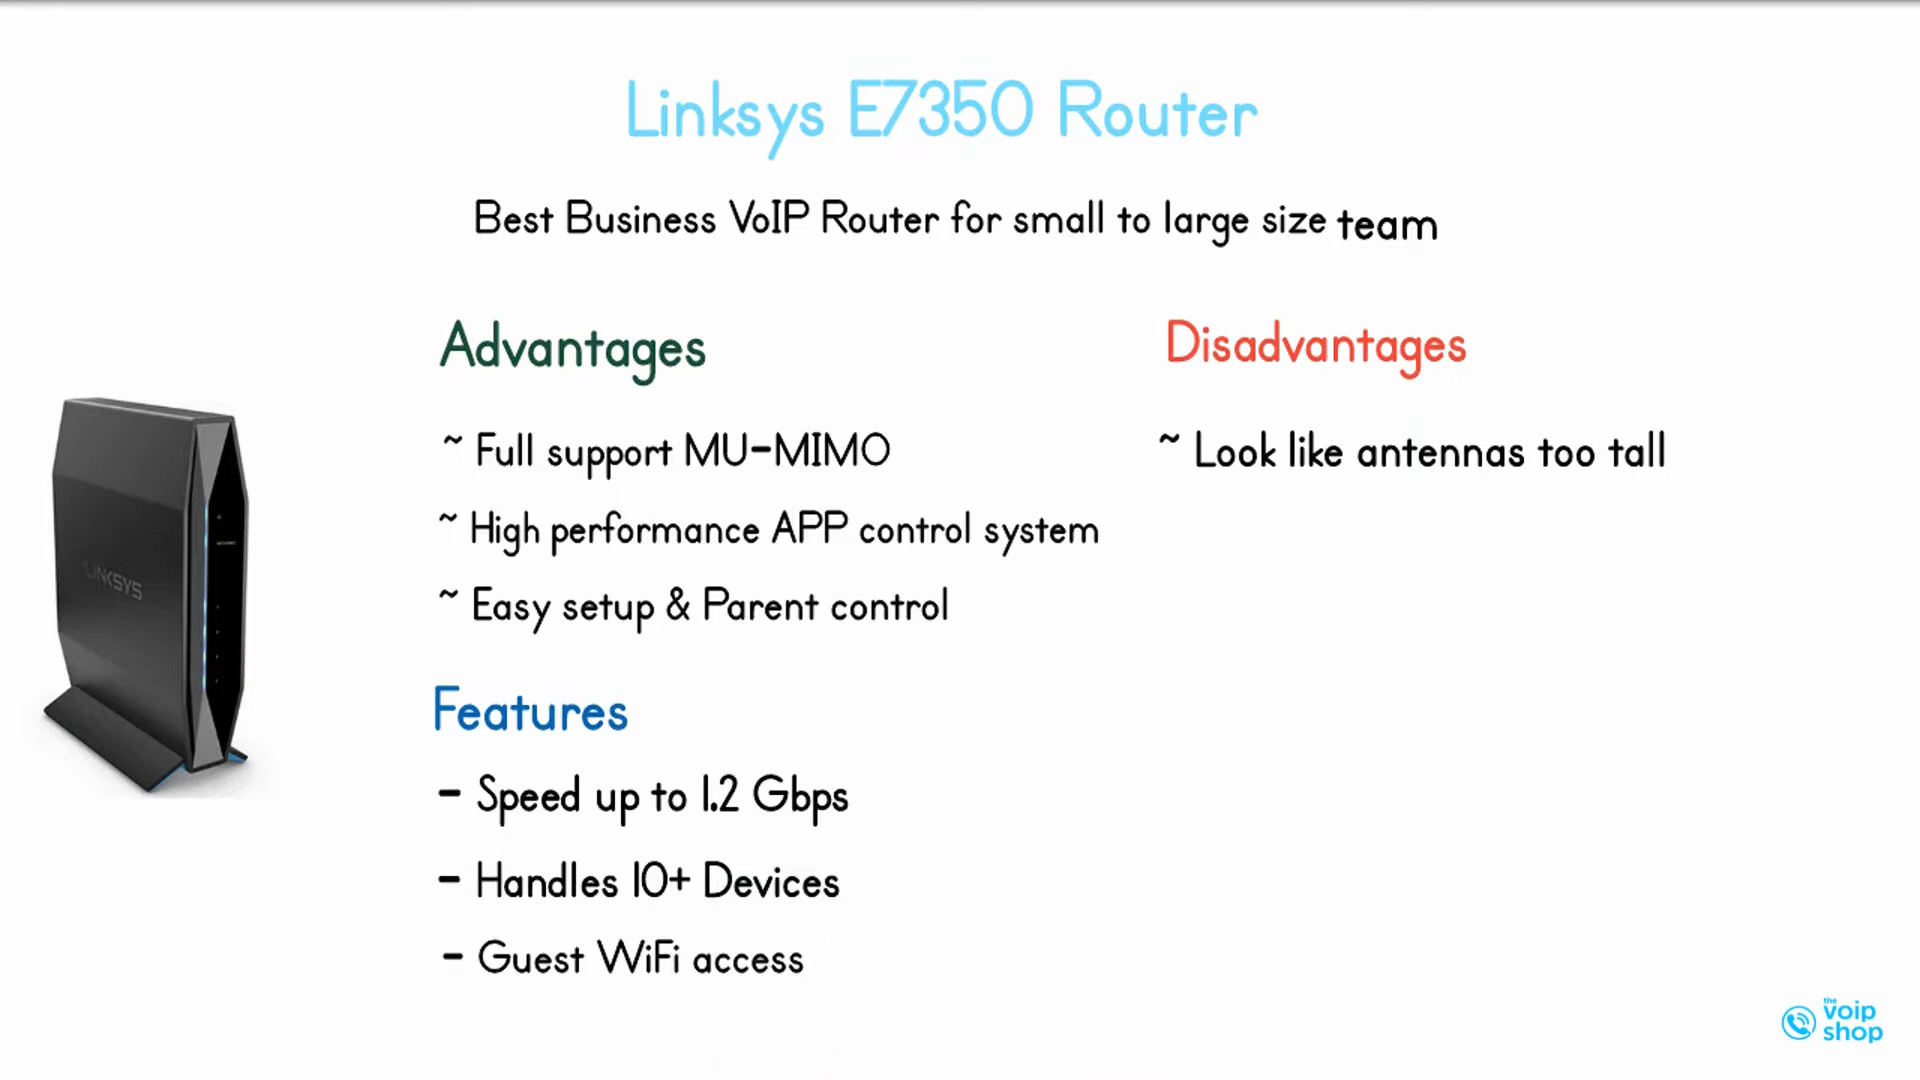 Linksys E7350 Router
Best Business VoIP Router for small to large size team
Advantages
~ Full support MU-MIMO
~ High performance APP control system
~ Easy setup & Parent control
Disadvantages
~ Look like antennas too tall
LINKSYS
Features
- Speed up to 1.2 Gbps
- Handles 10+ Devices
- Guest WiFi access
the
voip
shop